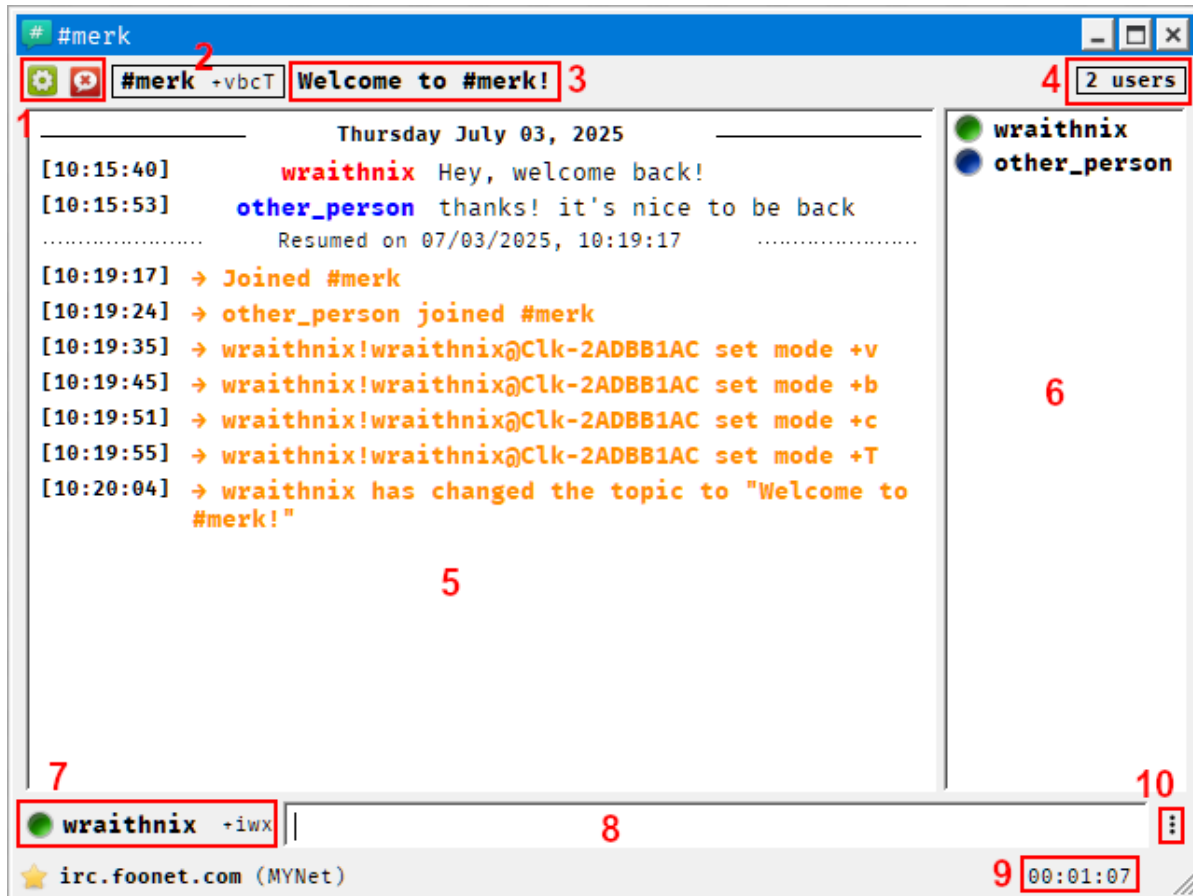 # #merk
2
#merk +vbcT Welcome to #merk! 3 4 2 users
1
Thursday July 03, 2025
[10:15:40] wraithnix Hey, welcome back!
[10:15:53] other_person thanks! it's nice to be back
Resumed on 07/03/2025, 10:19:17
[10:19:17] → Joined #merk
[10:19:24] → other_person joined #merk
[10:19:35] → wraithnix!wraithnix@Clk-2ADBB1AC set mode +v
[10:19:45] → wraithnix!wraithnix@Clk-2ADBB1AC set mode +b
[10:19:51] → wraithnix!wraithnix@Clk-2ADBB1AC set mode +c
[10:19:55] → wraithnix!wraithnix@Clk-2ADBB1AC set mode +T
[10:20:04] → wraithnix has changed the topic to "Welcome to
#merk!"
5
wraithnix
other_person
6
7
10
wraithnix +iwx 8
irc.foonet.com (MYNet) 9 00:01:07